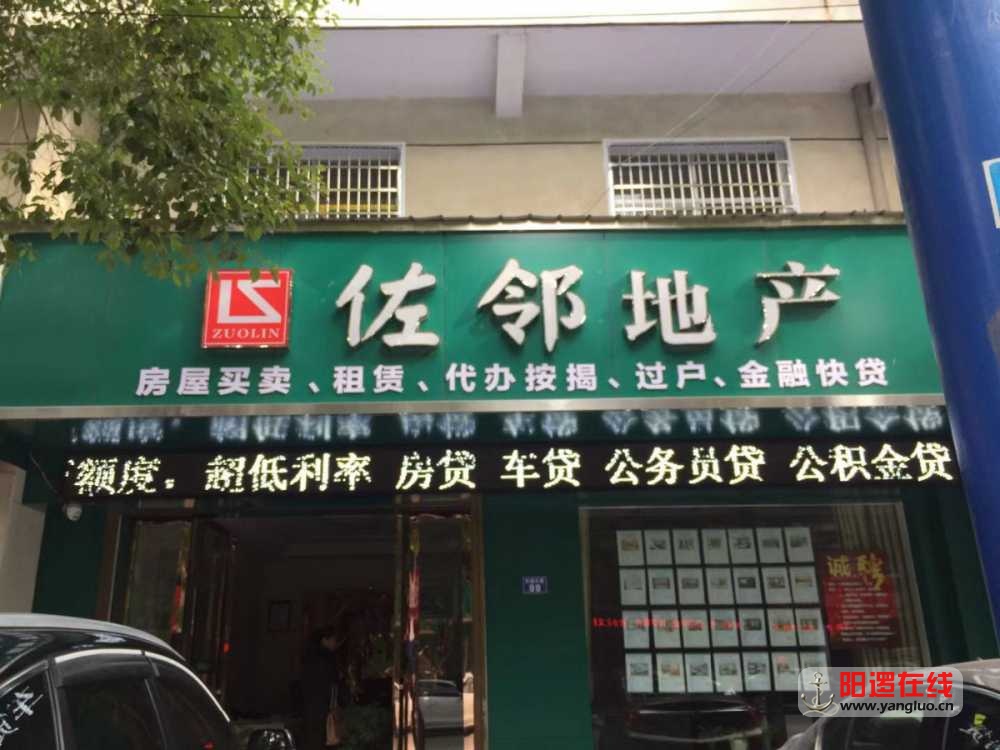 佐邻地产
ZUOLIN
房屋买卖、租赁、代办按揭、过户、金融快贷
额度．超低利率 房贷 车贷 公务员贷 公积金贷
诚聘
99
阳逻在线
www.yangluo.cn